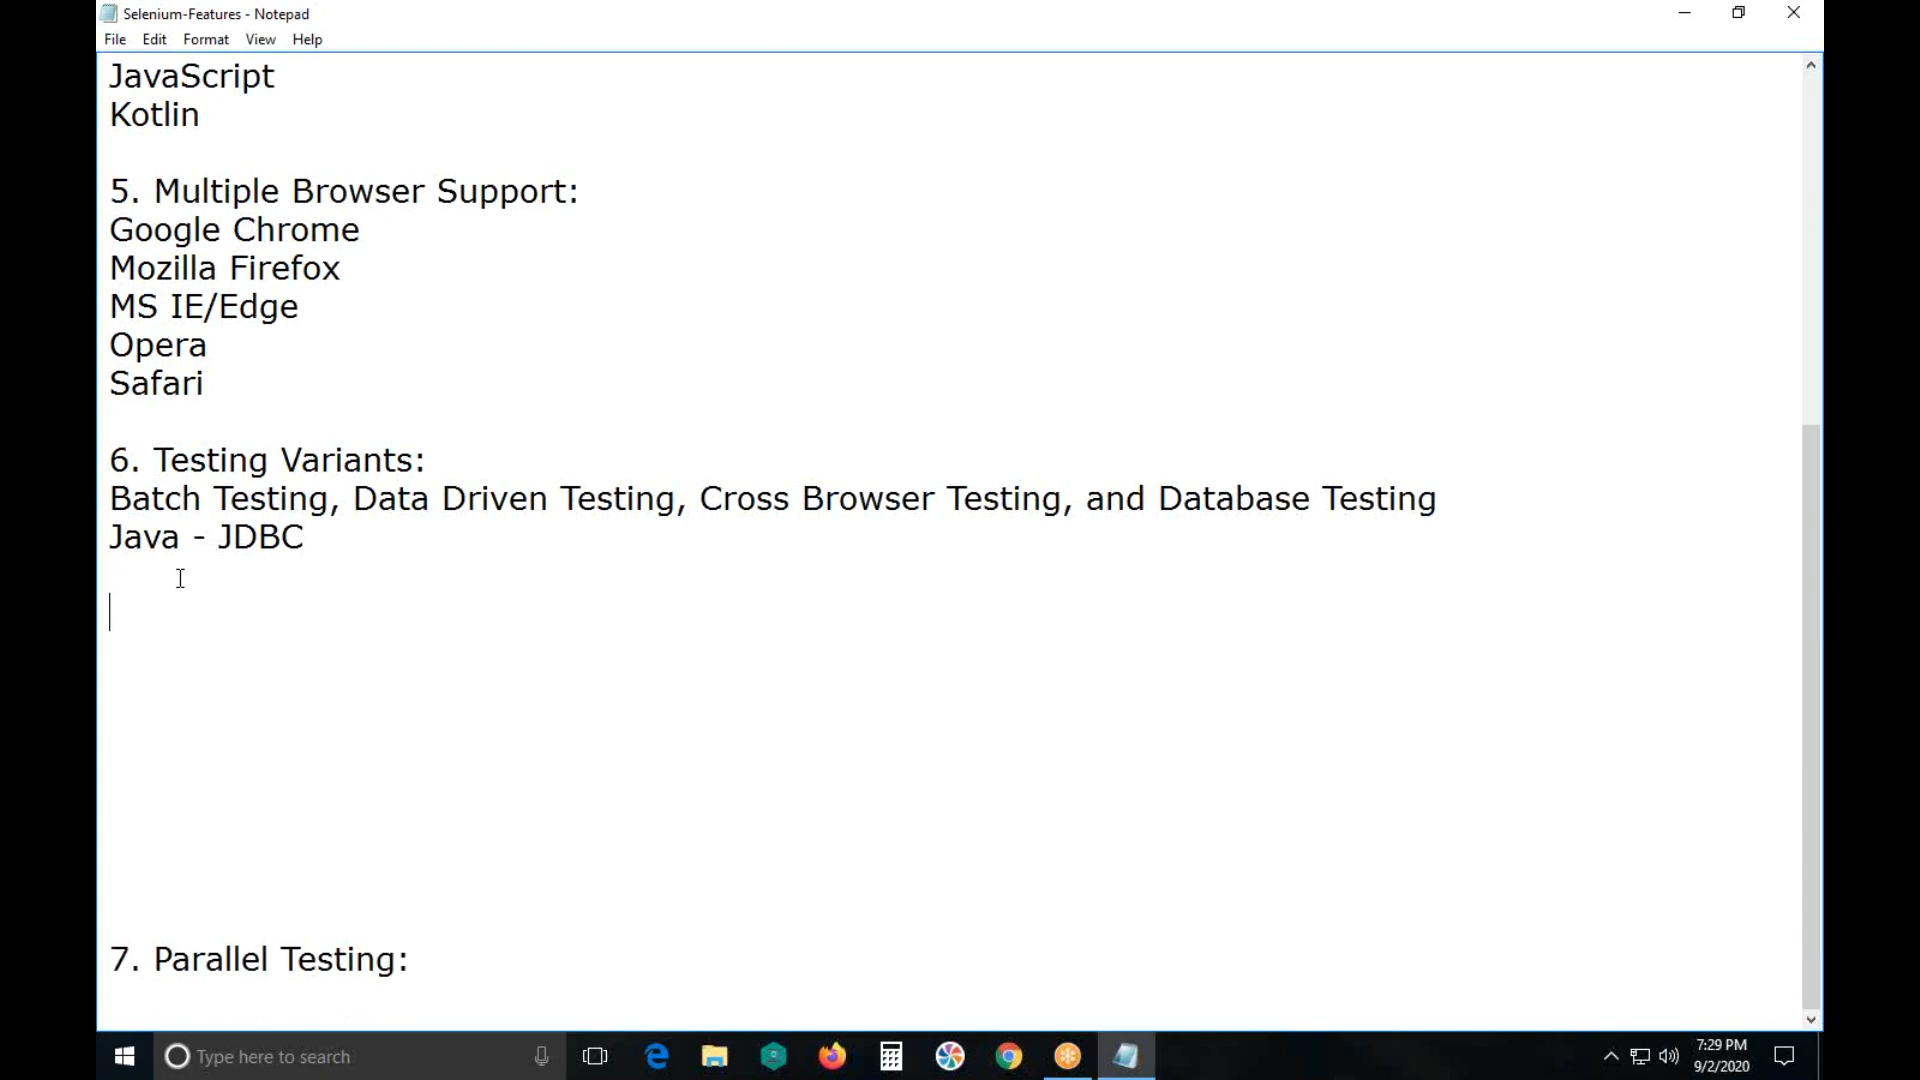 Selenium-Features - Notepad
File Edit Format View Help
JavaScript
Kotlin
5. Multiple Browser Support:
Google Chrome
Mozilla Firefox
MS IE/Edge
Opera
Safari
6. Testing Variants:
Batch Testing, Data Driven Testing, Cross Browser Testing, and Database Testing
Java - JDBC
7. Parallel Testing:
Type here to search
7:29 PM
9/2/2020